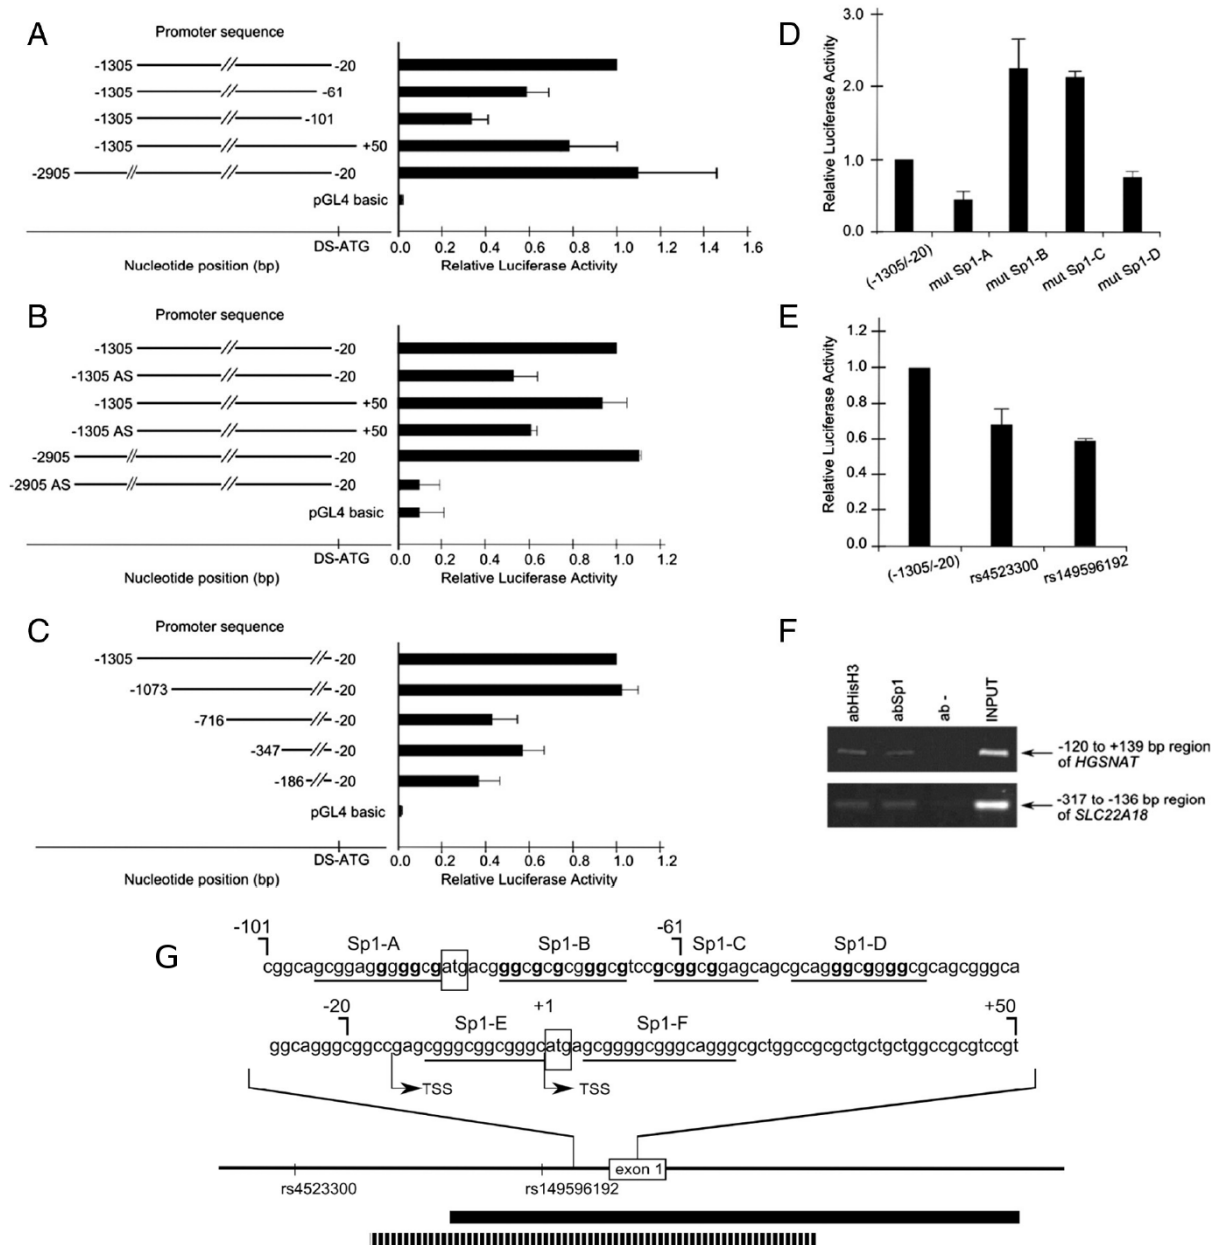 A
Promoter sequence
-1305 -20
-1305 -61
-1305 -101
-1305 +50
-2905 -20
pGL4 basic
DS-ATG
0.0 0.2 0.4 0.6 0.8 1.0 1.2 1.4 1.6
Nucleotide position (bp)
Relative Luciferase Activity
B
Promoter sequence
-1305 -20
-1305 AS -20
-1305 +50
-1305 AS +50
-2905 -20
-2905 AS -20
pGL4 basic
DS-ATG
0.0 0.2 0.4 0.6 0.8 1.0 1.2
Nucleotide position (bp)
Relative Luciferase Activity
C
Promoter sequence
-1305 -20
-1073 -20
-716 -20
-347 -20
-186 -20
pGL4 basic
DS-ATG
0.0 0.2 0.4 0.6 0.8 1.0 1.2
Nucleotide position (bp)
Relative Luciferase Activity
D
Relative Luciferase Activity
3.0
2.0
1.0
0.0
(-1305/-20)
mut Sp1-A
mut Sp1-B
mut Sp1-C
mut Sp1-D
E
Relative Luciferase Activity
1.2
1.0
0.8
0.6
0.4
0.2
0.0
(-1305/-20)
rs4523300
rs149596192
F
abHisH3
abSp1
ab -
INPUT
-120 to +139 bp region
of HGSNAT
-317 to -136 bp region
of SLC22A18
G
-101 -61
Sp1-A Sp1-B Sp1-C Sp1-D
cggcagcggaggggggcgatgacgggcgcgcgggcgtccgcggcggagcagcgcagggcggggcgcagcgggca
-20 +1 +50
Sp1-E Sp1-F
ggcagggcggccgagcgggcggcgggcatgagcggggcgggcagggcgctggccgcgctgctgctggccgcgtccgt
TSS TSS
exon 1
rs4523300 rs149596192